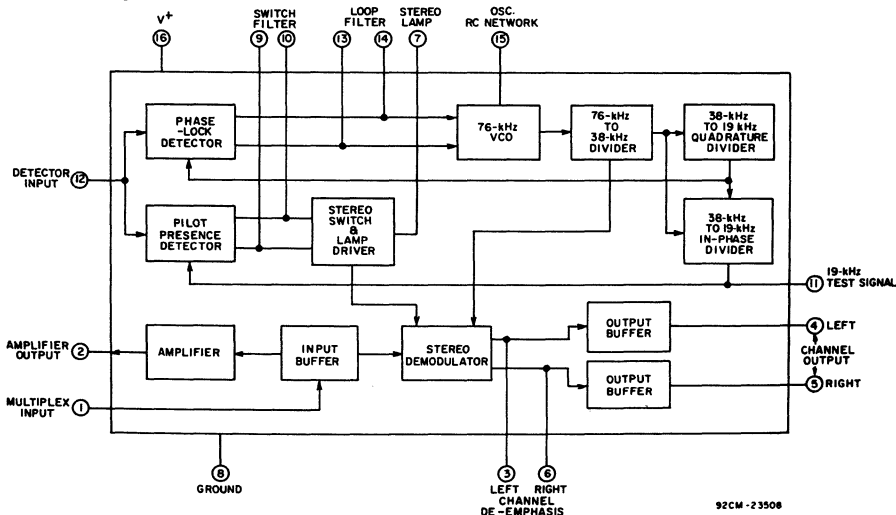 V+
16
SWITCH
FILTER
9 10
LOOP
FILTER
13 14
STEREO
LAMP
7
OSC.
RC NETWORK
15
PHASE
-LOCK
DETECTOR
76-kHz
VCO
76-kHz
TO
38-kHz
DIVIDER
38-kHz
TO 19 kHz
QUADRATURE
DIVIDER
DETECTOR
INPUT
12
PILOT
PRESENCE
DETECTOR
STEREO
SWITCH
&
LAMP
DRIVER
38-kHz
TO 19-kHz
IN-PHASE
DIVIDER
11
19-kHz
TEST SIGNAL
AMPLIFIER
OUTPUT
2
AMPLIFIER
INPUT
BUFFER
STEREO
DEMODULATOR
OUTPUT
BUFFER
4 LEFT
CHANNEL
OUTPUT
OUTPUT
BUFFER
5 RIGHT
MULTIPLEX
INPUT
1
8
GROUND
3 6
LEFT RIGHT
CHANNEL
DE-EMPHASIS
92CM-23508